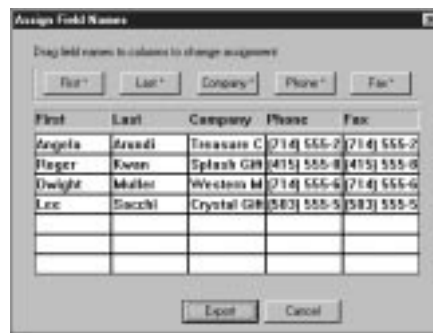 Assign Field Names
Drag field names to columns to change assignment
First * Last * Company * Phone * Fax *
First Last Company Phone Fax
Angela Arandi Treasure C (714) 555-2 (714) 555-2
Roger Kwan Splash Gift (415) 555-8 (415) 555-8
Dwight Muller Western M (714) 555-6 (714) 555-6
Lee Sacchi Crystal Gift 555-5 555-5
Export Cancel